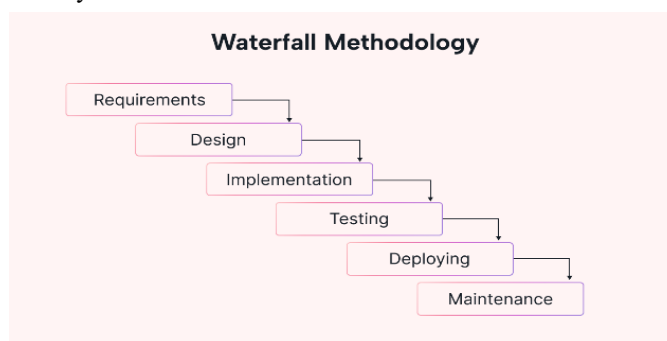 Waterfall Methodology
Requirements
Design
Implementation
Testing
Deploying
Maintenance